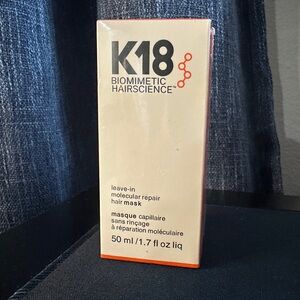 K18
BIOMIMETIC
HAIRSCIENCE™
leave-in
molecular repair
hair mask
masque capillaire
sans rinçage
à réparation moléculaire
50 ml /1.7 fl oz liq